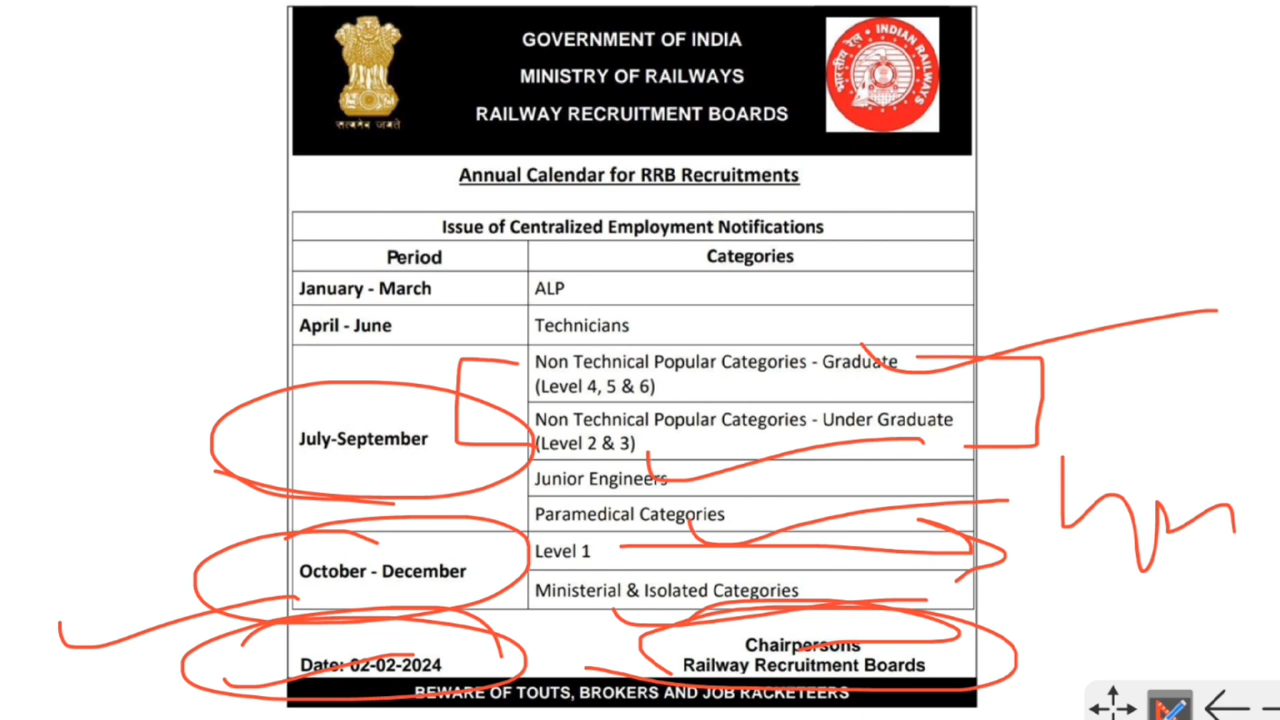 GOVERNMENT OF INDIA
MINISTRY OF RAILWAYS
RAILWAY RECRUITMENT BOARDS
सत्यमेव जयते
भारतीय रेल • INDIAN RAILWAYS
Annual Calendar for RRB Recruitments
Issue of Centralized Employment Notifications
Period Categories
January - March ALP
April - June Technicians
July-September Non Technical Popular Categories - Graduate
(Level 4, 5 & 6)
Non Technical Popular Categories - Under Graduate
(Level 2 & 3)
Junior Engineers
Paramedical Categories
October - December Level 1
Ministerial & Isolated Categories
Chairpersons
Date: 02-02-2024 Railway Recruitment Boards
BEWARE OF TOUTS, BROKERS AND JOB RACKETEERS